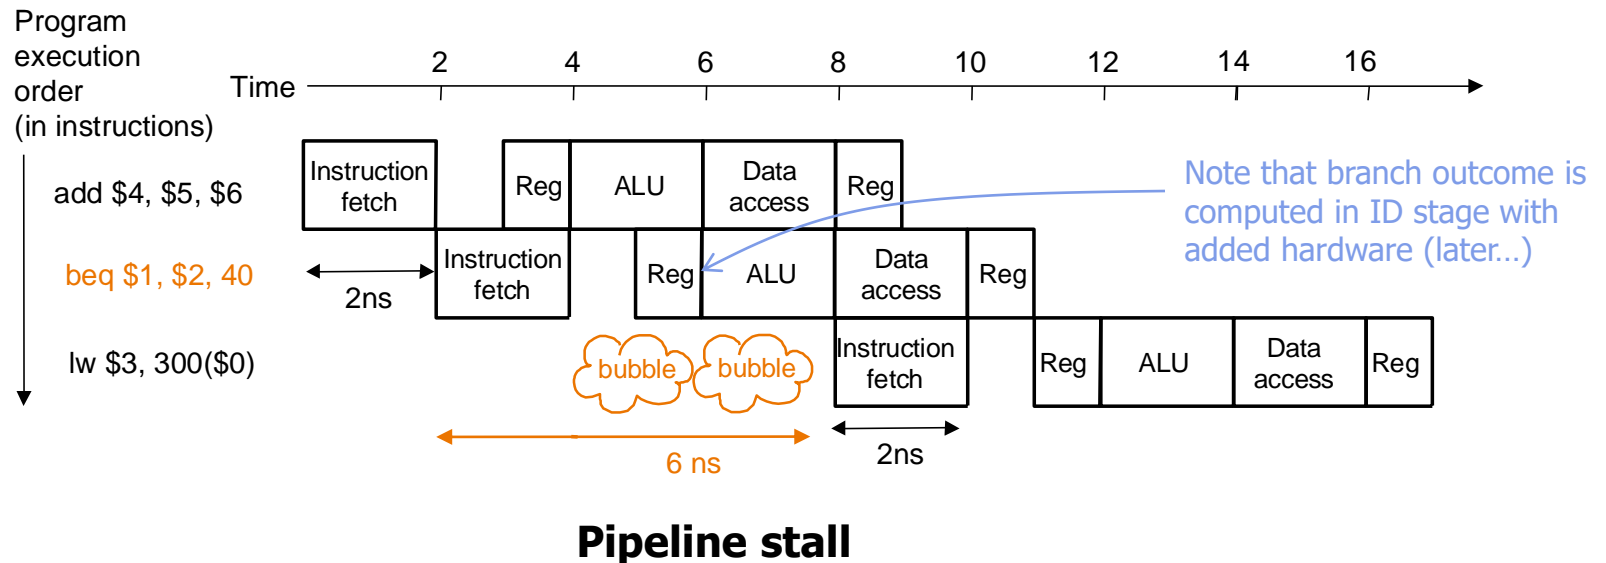 Program
execution
order
(in instructions)
Time
2 4 6 8 10 12 14 16
add $4, $5, $6
Instruction
fetch
Reg
ALU
Data
access
Reg
Note that branch outcome is
computed in ID stage with
added hardware (later...)
beq $1, $2, 40
2ns
Instruction
fetch
Reg
ALU
Data
access
Reg
lw $3, 300($0)
bubble
bubble
Instruction
fetch
Reg
ALU
Data
access
Reg
6 ns
2ns
Pipeline stall